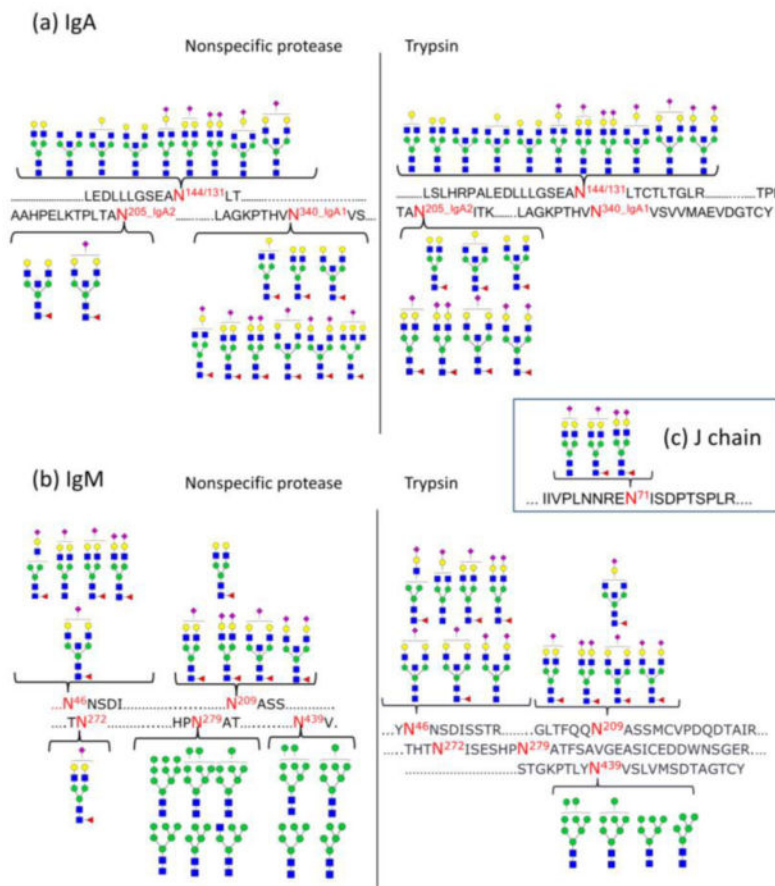 (a) IgA
Nonspecific protease
Trypsin
.........................LEDLLLGSEAN144/131LT............................
AAHPELKTPLTAN205_IgA2 ..........LAGKPTHVN340_IgA1VS....
.........LSLHRPALEDLLLGSEAN144/131LTCTLTGLR...............TPL
TAN205_IgA2ITK.......LAGKPTHVN340_IgA1VSVVMAEVDGTCY
(c) J chain
... IIVPLNNREN71ISDPTSPLR....
(b) IgM
Nonspecific protease
Trypsin
....N46NSDI........................N209ASS..............
....TN272....................HPN279AT............N439V.
...YN46NSDISSTR...............GLTFQQN209ASSMCVPDQDTAIR...
.....THTN272ISESHPN279ATFSAVGEASICEDDWNSGER.
................................STGKPTLYN439VSLVMSDTAGTCY